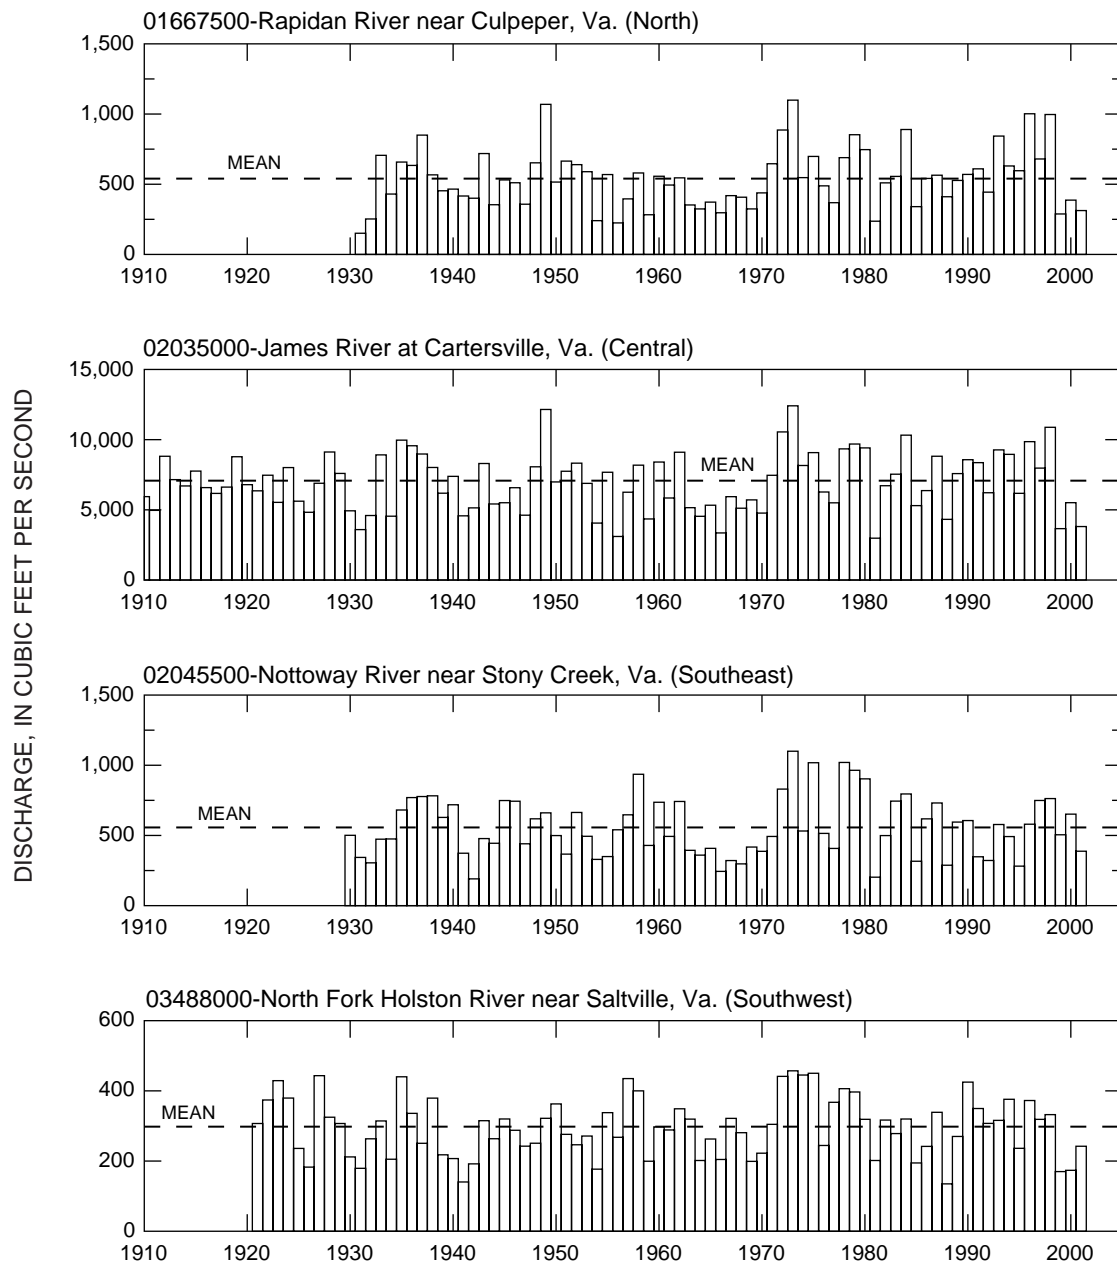 01667500-Rapidan River near Culpeper, Va. (North)
1,500
1,000
MEAN
500
0
1910 1920 1930 1940 1950 1960 1970 1980 1990 2000
02035000-James River at Cartersville, Va. (Central)
15,000
10,000
MEAN
5,000
0
1910 1920 1930 1940 1950 1960 1970 1980 1990 2000
DISCHARGE, IN CUBIC FEET PER SECOND
02045500-Nottoway River near Stony Creek, Va. (Southeast)
1,500
1,000
MEAN
500
0
1910 1920 1930 1940 1950 1960 1970 1980 1990 2000
03488000-North Fork Holston River near Saltville, Va. (Southwest)
600
400
MEAN
200
0
1910 1920 1930 1940 1950 1960 1970 1980 1990 2000